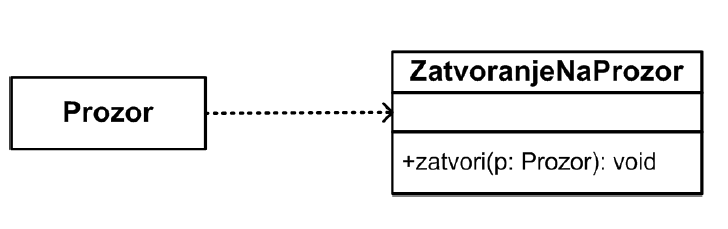 Prozor
ZatvoranjeNaProzor
+zatvori(p: Prozor): void